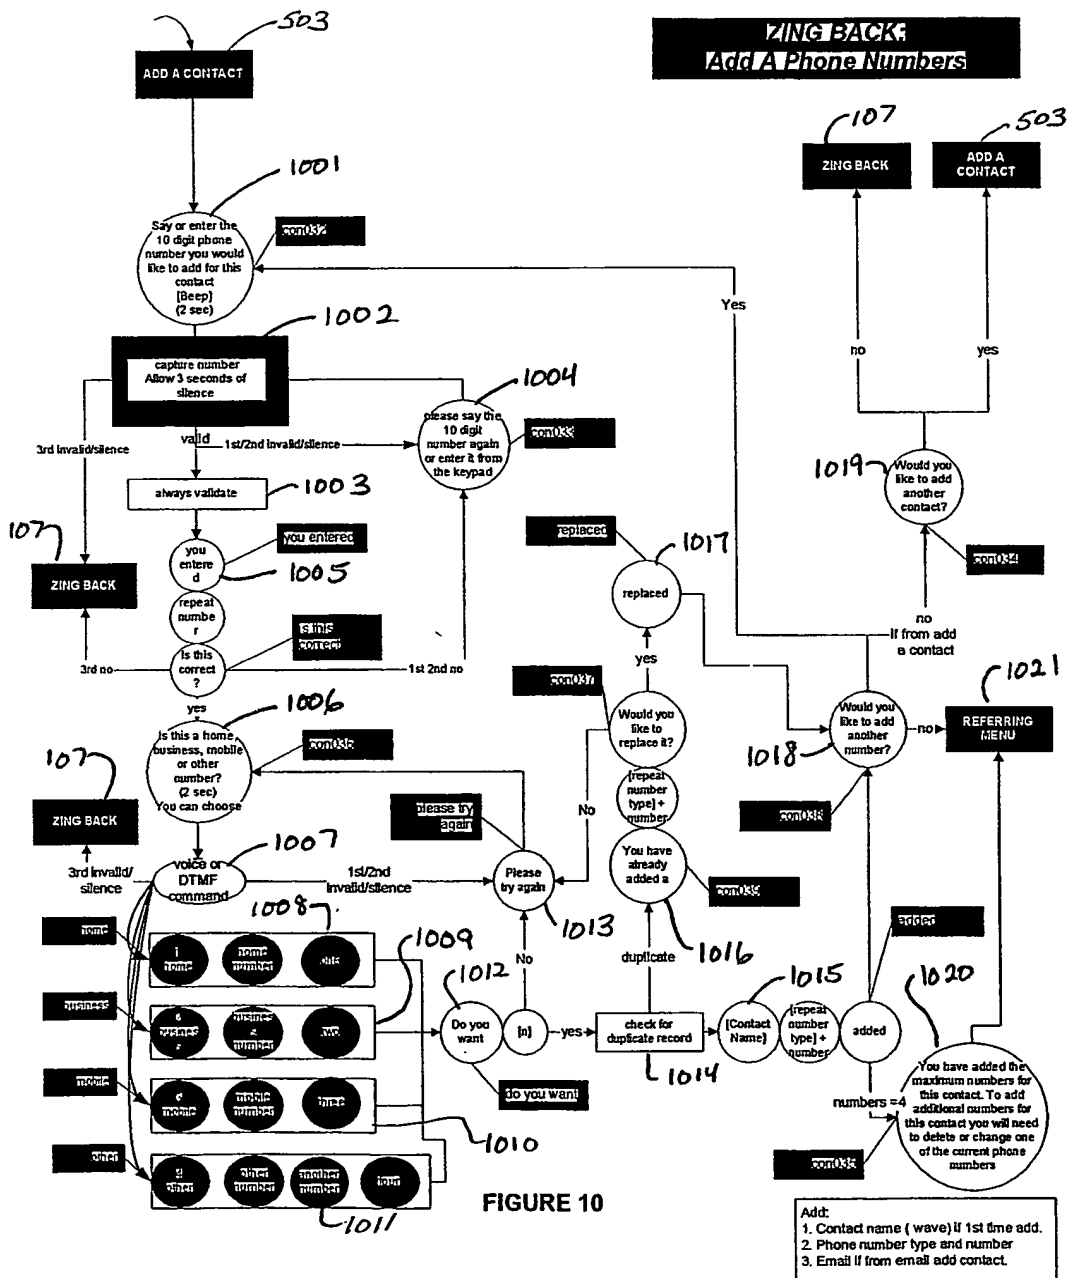 503
ADD A CONTACT
ZING BACK:
Add A Phone Numbers
107
503
ZING BACK
ADD A
CONTACT
1001
Say or enter the
10 digit phone
number you would
like to add for this
contact
[Beep]
(2 sec)
con032
Yes
no
yes
1002
capture number
Allow 3 seconds of
silence
1004
please say the
10 digit
number again
or enter it from
the keypad
con033
3rd invalid/silence
valid
1st/2nd invalid/silence
1003
always validate
1019
Would you
like to add
another
contact?
con034
107
ZING BACK
you
entere
d
you entered
1005
repeat
numbe
r
is this
correct
Is this
correct
?
3rd no
1st 2nd no
yes
replaced
1017
replaced
yes
no
if from add
a contact
1021
REFERRING
MENU
1006
Is this a home
business, mobile
or other
number?
(2 sec)
You can choose
con036
con037
Would you
like to
replace it?
Would you
like to add
another
number?
no
1018
con038
107
ZING BACK
[repeat
number
type] +
number
No
please try
again
You have
already
added a
con039
1016
3rd invalid/
silence
voice or
DTMF
command
1007
1st/2nd
invalid/silence
Please
try again
1013
home
1008
home
home
number
one
1009
No
duplicate
added
business
busines
s
busines
s
number
two
1012
Do you
want
[n]
yes
check for
duplicate record
1014
1015
[Contact
Name]
[repeat
number
type] +
number
added
1020
do you want
mobile
mobile
mobile
number
three
1010
numbers =4
You have added the
maximum numbers for
this contact. To add
additional numbers for
this contact you will need
to delete or change one
of the current phone
numbers
con035
other
other
other
number
another
number
four
1011
FIGURE 10
Add:
1. Contact name ( wave) if 1st time add.
2. Phone number type and number
3. Email if from email add contact.